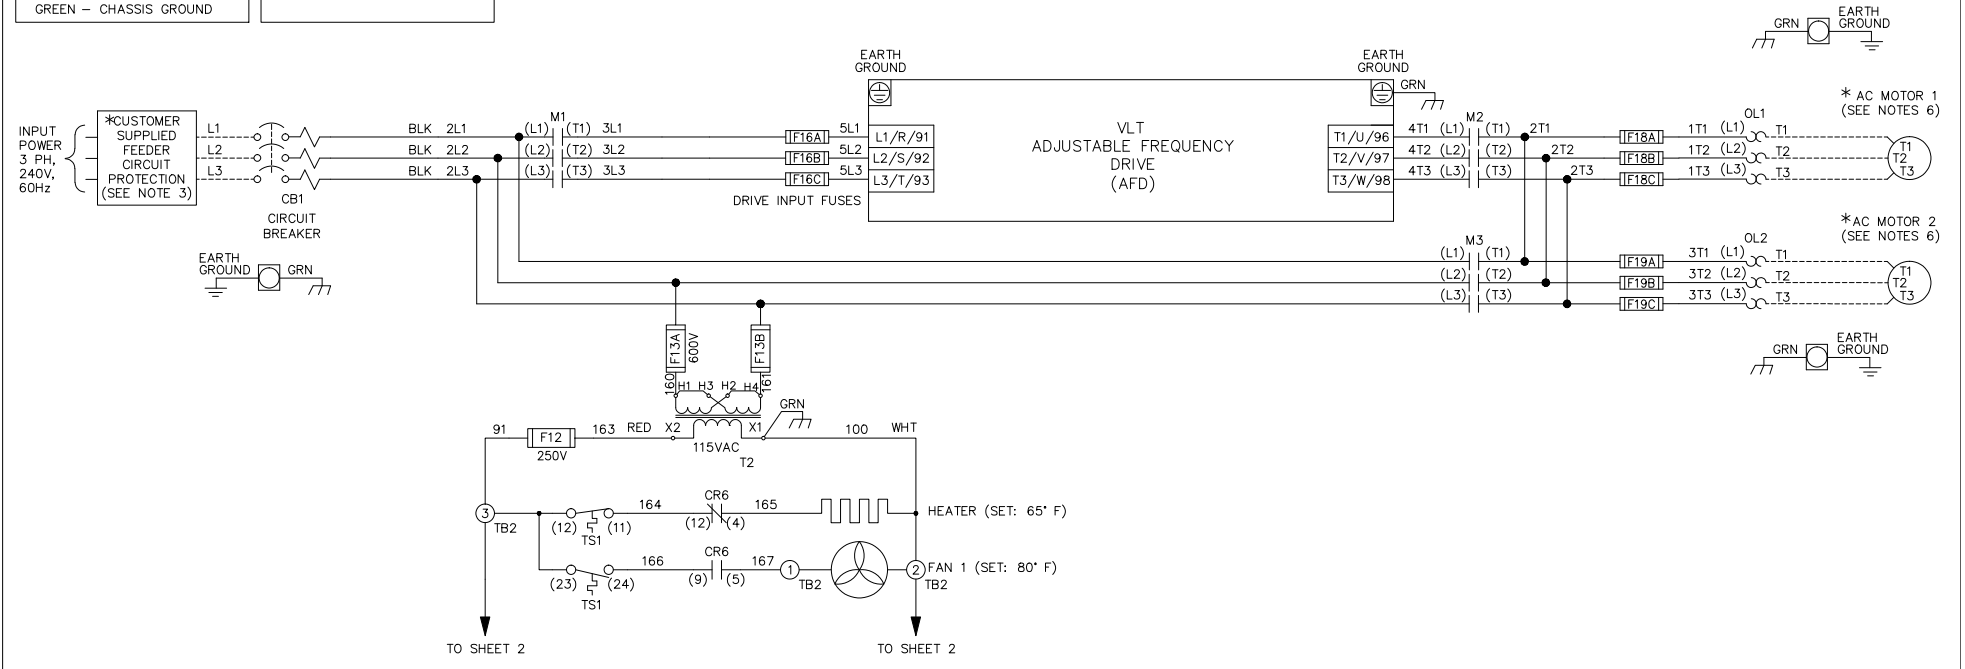 GREEN – CHASSIS GROUND
GRN
EARTH
GROUND
EARTH
GROUND
EARTH
GROUND
GRN
* AC MOTOR 1
(SEE NOTES 6)
INPUT
POWER
3 PH,
240V,
60Hz
*CUSTOMER
SUPPLIED
FEEDER
CIRCUIT
PROTECTION
(SEE NOTE 3)
L1
L2
L3
CB1
CIRCUIT
BREAKER
BLK 2L1
BLK 2L2
BLK 2L3
M1
(L1) (T1) 3L1
(L2) (T2) 3L2
(L3) (T3) 3L3
F16A
F16B
F16C
DRIVE INPUT FUSES
5L1
5L2
5L3
L1/R/91
L2/S/92
L3/T/93
VLT
ADJUSTABLE FREQUENCY
DRIVE
(AFD)
T1/U/96
T2/V/97
T3/W/98
M2
4T1 (L1) (T1) 2T1
4T2 (L2) (T2) 2T2
4T3 (L3) (T3) 2T3
F18A
F18B
F18C
OL1
1T1 (L1) T1
1T2 (L2) T2
1T3 (L3) T3
T1
T2
T3
* AC MOTOR 2
(SEE NOTES 6)
M3
(L1) (T1)
(L2) (T2)
(L3) (T3)
F19A
F19B
F19C
OL2
3T1 (L1) T1
3T2 (L2) T2
3T3 (L3) T3
T1
T2
T3
EARTH
GROUND
GRN
GRN
EARTH
GROUND
F13A
600V
F13B
160
161
H1 H3 H2 H4
GRN
91
F12
250V
163 RED X2
X1 100 WHT
115VAC
T2
3
TB2
(12) (11)
TS1
164
CR6
(12) (4)
165
HEATER (SET: 65° F)
(23) (24)
TS1
166
CR6
(9) (5)
167
1
TB2
2
TB2
FAN 1 (SET: 80° F)
TO SHEET 2
TO SHEET 2